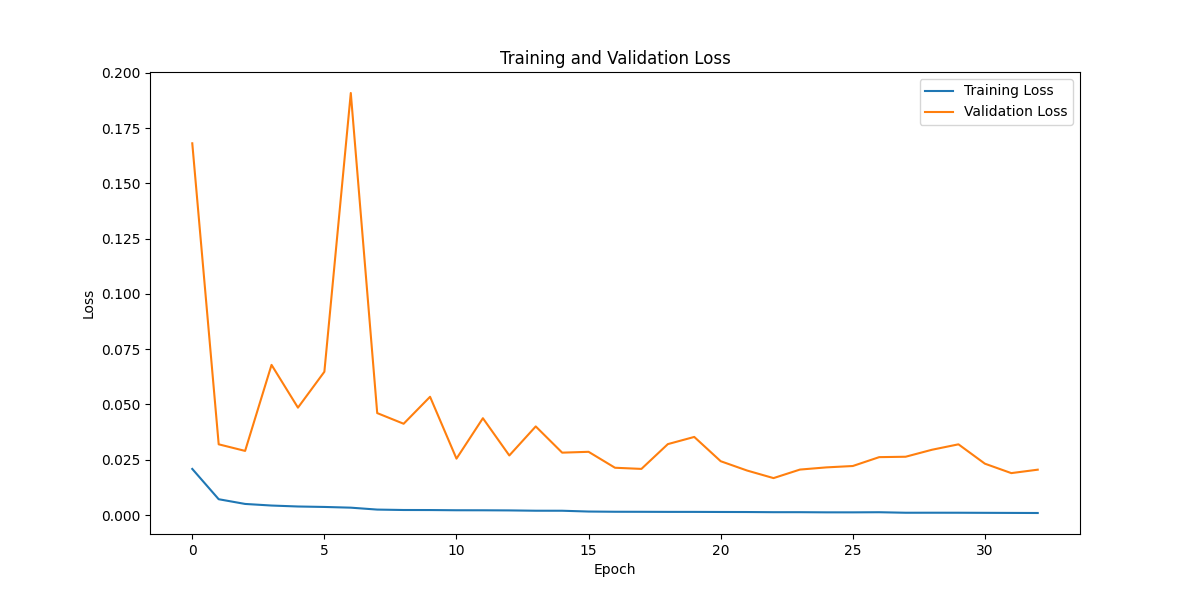 Training and Validation Loss
Training Loss
Validation Loss
0.200
0.175
0.150
0.125
0.100
0.075
0.050
0.025
0.000
Loss
0 5 10 15 20 25 30
Epoch